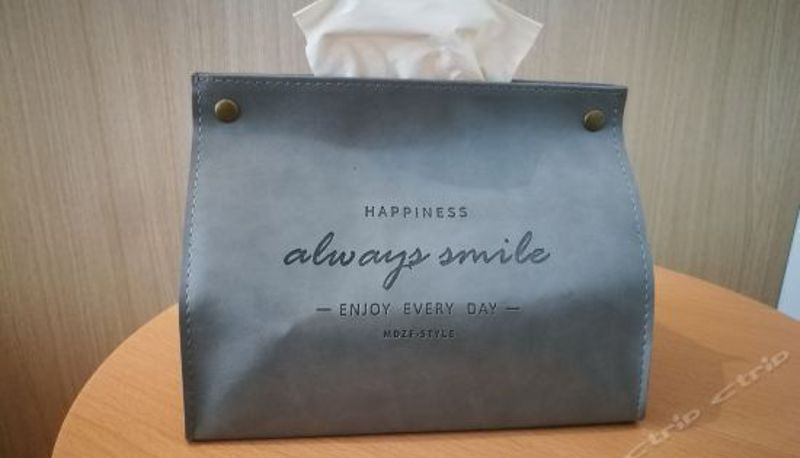 HAPPINESS
always smile
— ENJOY EVERY DAY —
MDZF-STYLE
ctrip ctrip